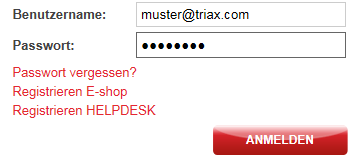 Benutzername: muster@triax.com
Passwort: ●●●●●●●●
Passwort vergessen?
Registrieren E-shop
Registrieren HELPDESK
ANMELDEN